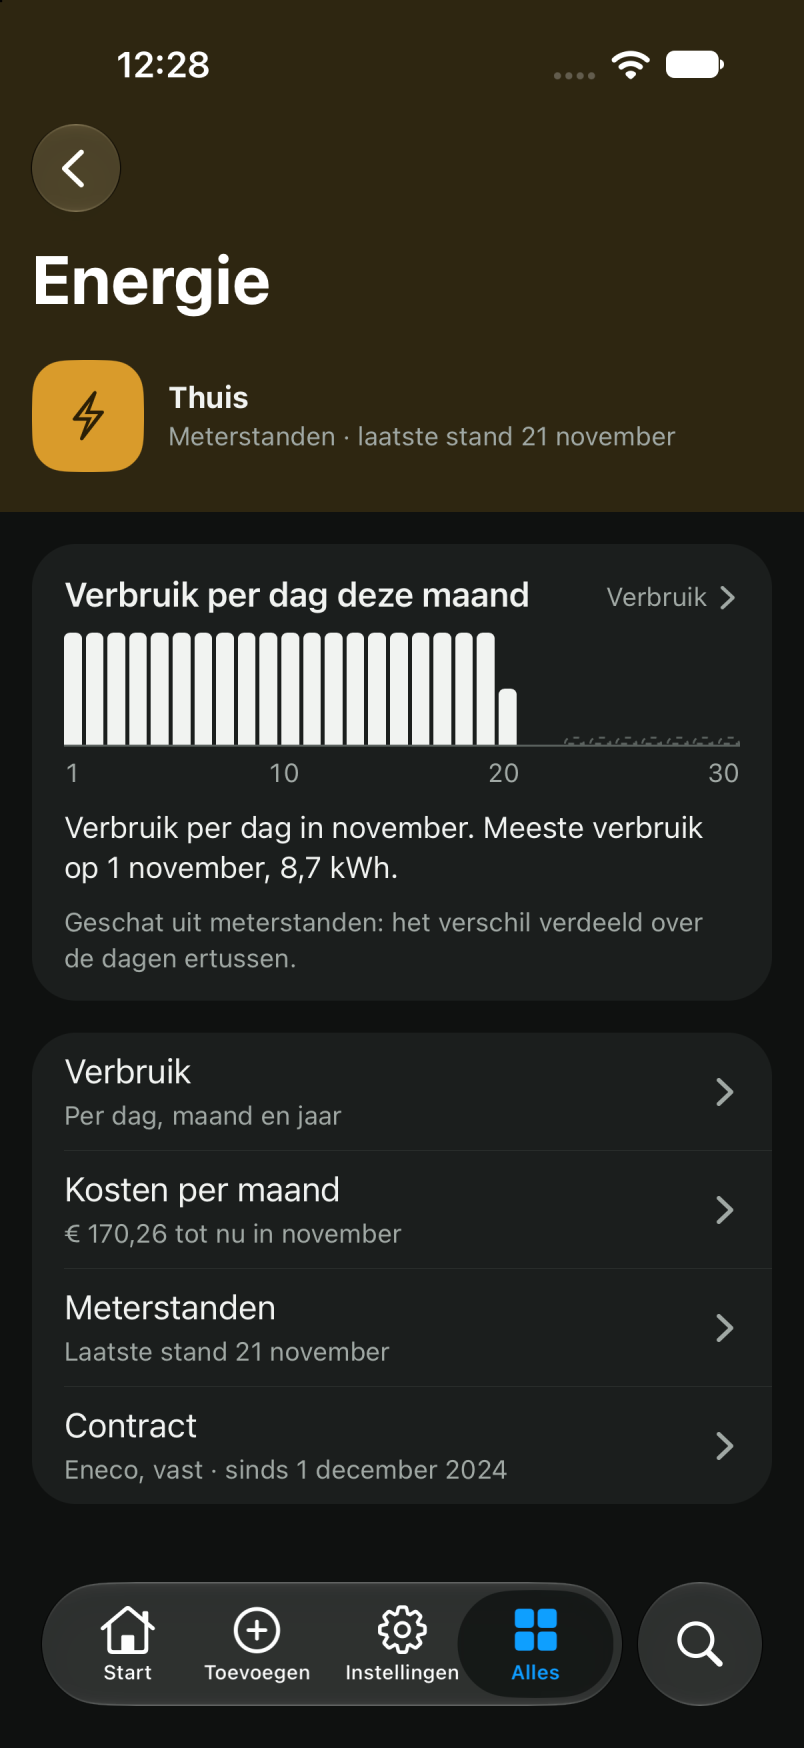 12:28
Energie
Thuis
Meterstanden · laatste stand 21 november
Verbruik per dag deze maand
Verbruik
1 10 20 30
Verbruik per dag in november. Meeste verbruik
op 1 november, 8,7 kWh.
Geschat uit meterstanden: het verschil verdeeld over
de dagen ertussen.
Verbruik
Per dag, maand en jaar
Kosten per maand
€ 170,26 tot nu in november
Meterstanden
Laatste stand 21 november
Contract
Eneco, vast · sinds 1 december 2024
Start
Toevoegen
Instellingen
Alles